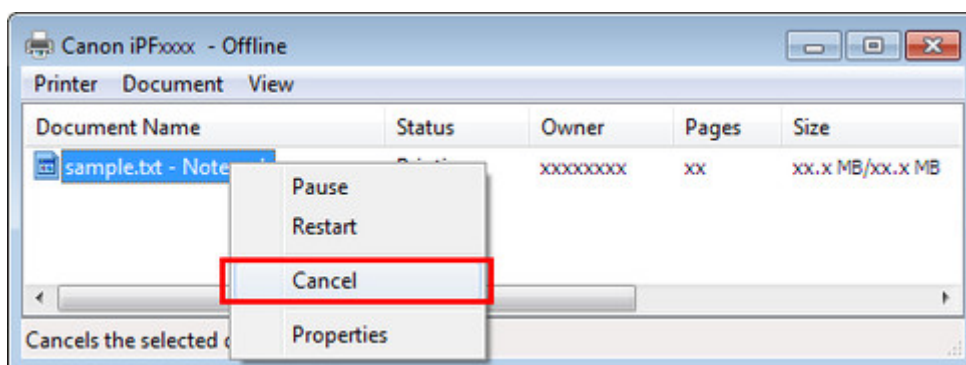 Canon iPFxxxx - Offline
Printer Document View
Document Name Status Owner Pages Size
sample.txt - xxxxxxxx xx xx.x MB/xx.x MB
Pause
Restart
Cancel
Properties
Cancels the selected